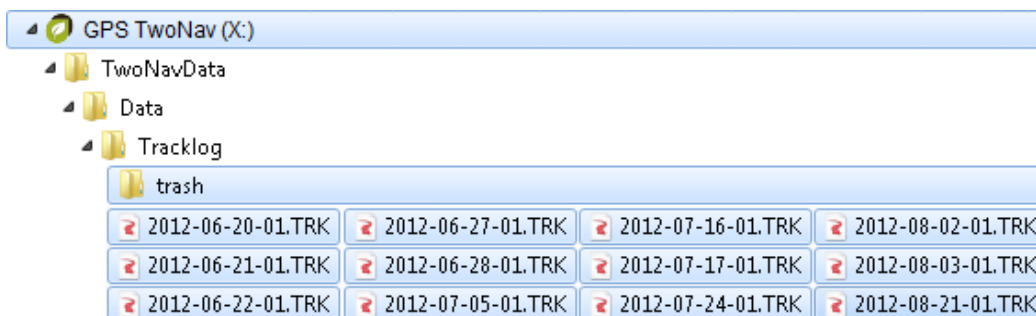 GPS TwoNav (X:)
TwoNavData
Data
Tracklog
trash
2012-06-20-01.TRK 2012-06-27-01.TRK 2012-07-16-01.TRK 2012-08-02-01.TRK
2012-06-21-01.TRK 2012-06-28-01.TRK 2012-07-17-01.TRK 2012-08-03-01.TRK
2012-06-22-01.TRK 2012-07-05-01.TRK 2012-07-24-01.TRK 2012-08-21-01.TRK